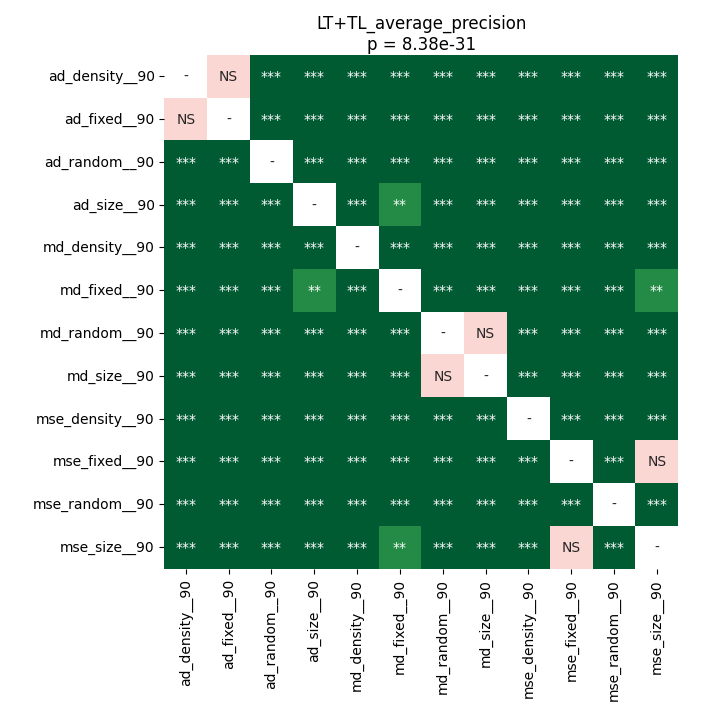 LT+TL_average_precision
p = 8.38e-31
ad_density__90 - NS *** *** *** *** *** *** *** *** *** ***
ad_fixed__90 NS - *** *** *** *** *** *** *** *** *** ***
ad_random__90 *** *** - *** *** *** *** *** *** *** *** ***
ad_size__90 *** *** *** - *** ** *** *** *** *** *** ***
md_density__90 *** *** *** *** - *** *** *** *** *** *** ***
md_fixed__90 *** *** *** ** *** - *** *** *** *** *** **
md_random__90 *** *** *** *** *** *** - NS *** *** *** ***
md_size__90 *** *** *** *** *** *** NS - *** *** *** ***
mse_density__90 *** *** *** *** *** *** *** *** - *** *** ***
mse_fixed__90 *** *** *** *** *** *** *** *** *** - *** NS
mse_random__90 *** *** *** *** *** *** *** *** *** *** - ***
mse_size__90 *** *** *** *** *** ** *** *** *** NS *** -
ad_density__90
ad_fixed__90
ad_random__90
ad_size__90
md_density__90
md_fixed__90
md_random__90
md_size__90
mse_density__90
mse_fixed__90
mse_random__90
mse_size__90